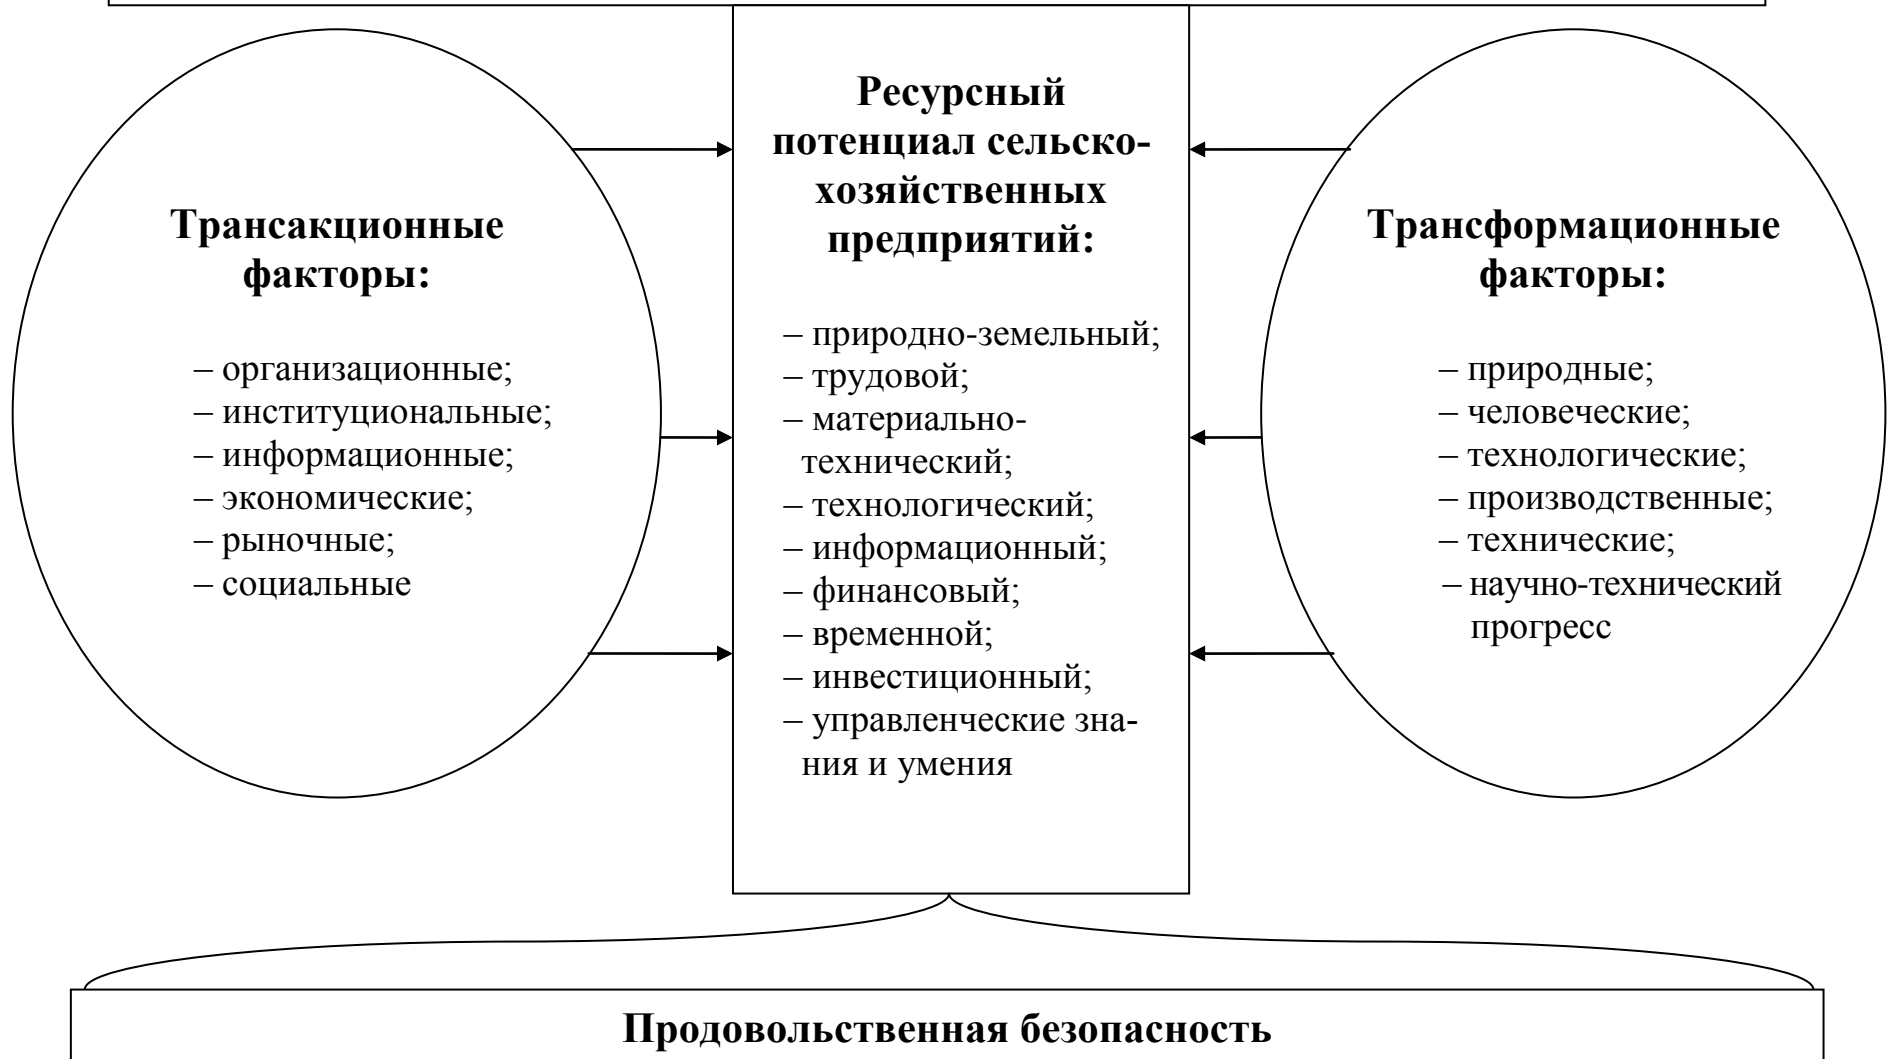 Трансакционные
факторы:
– организационные;
– институциональные;
– информационные;
– экономические;
– рыночные;
– социальные
Ресурсный
потенциал сельско-
хозяйственных
предприятий:
– природно-земельный;
– трудовой;
– материально-
технический;
– технологический;
– информационный;
– финансовый;
– временной;
– инвестиционный;
– управленческие зна-
ния и умения
Трансформационные
факторы:
– природные;
– человеческие;
– технологические;
– производственные;
– технические;
– научно-технический
прогресс
Продовольственная безопасность